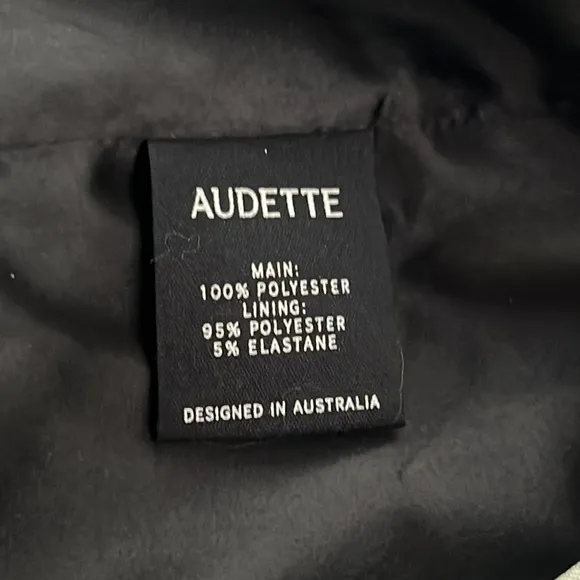 AUDETTE
MAIN:
100% POLYESTER
LINING:
95% POLYESTER
5% ELASTANE
DESIGNED IN AUSTRALIA